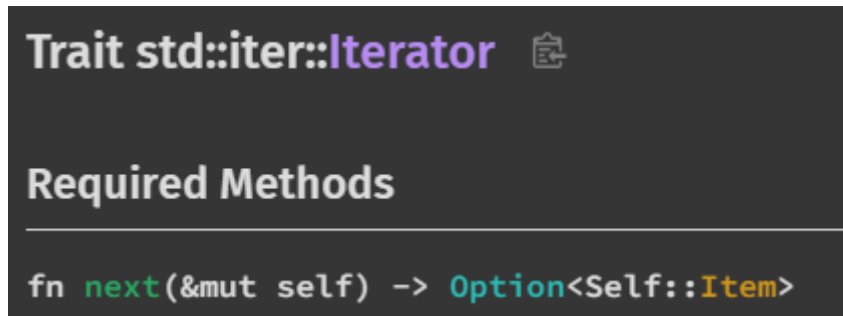 Trait std::iter::Iterator
Required Methods
fn next(&mut self) -> Option<Self::Item>